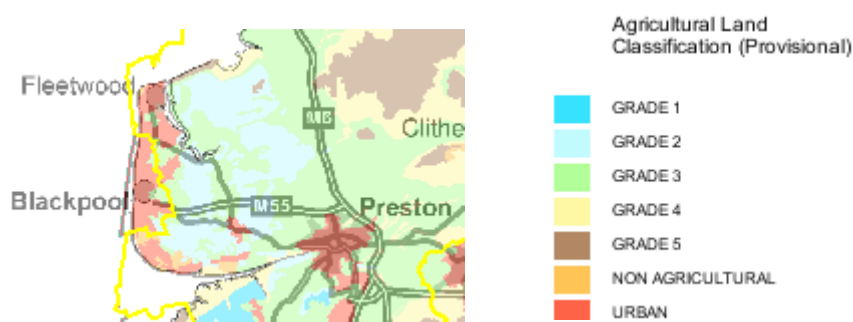 Fleetwood
M6
Clithe
Blackpool
M55
Preston
Agricultural Land
Classification (Provisional)
GRADE 1
GRADE 2
GRADE 3
GRADE 4
GRADE 5
NON AGRICULTURAL
URBAN